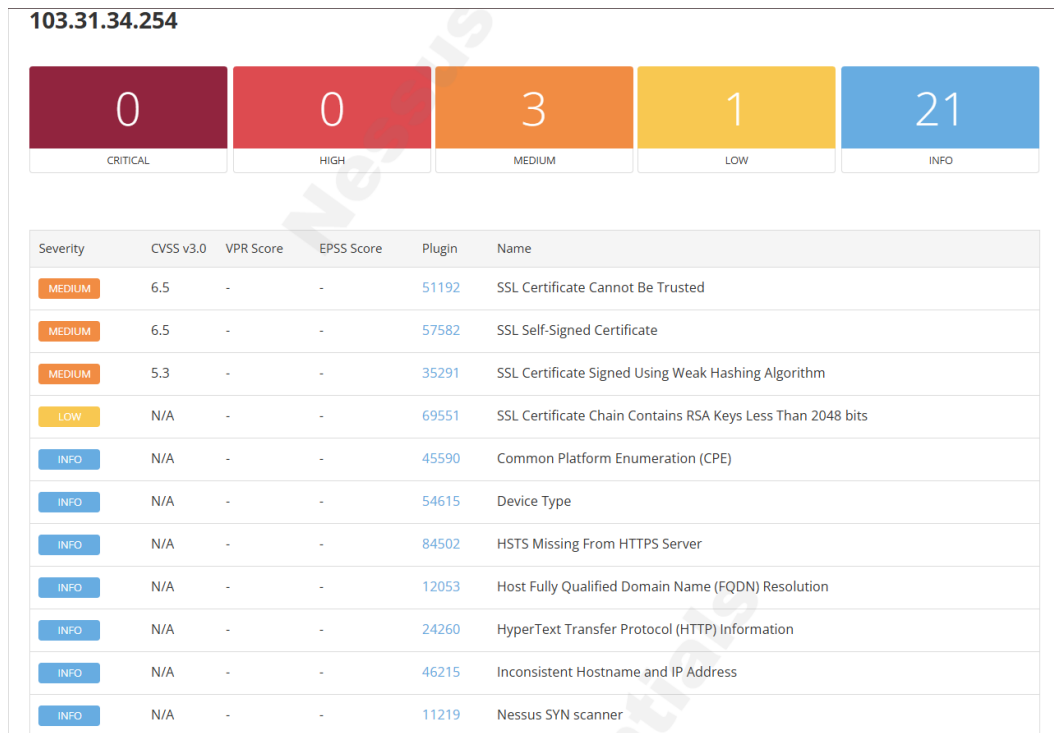 103.31.34.254
0 0 3 1 21
CRITICAL HIGH MEDIUM LOW INFO
Severity CVSS v3.0 VPR Score EPSS Score Plugin Name
MEDIUM 6.5 - - 51192 SSL Certificate Cannot Be Trusted
MEDIUM 6.5 - - 57582 SSL Self-Signed Certificate
MEDIUM 5.3 - - 35291 SSL Certificate Signed Using Weak Hashing Algorithm
LOW N/A - - 69551 SSL Certificate Chain Contains RSA Keys Less Than 2048 bits
INFO N/A - - 45590 Common Platform Enumeration (CPE)
INFO N/A - - 54615 Device Type
INFO N/A - - 84502 HSTS Missing From HTTPS Server
INFO N/A - - 12053 Host Fully Qualified Domain Name (FQDN) Resolution
INFO N/A - - 24260 HyperText Transfer Protocol (HTTP) Information
INFO N/A - - 46215 Inconsistent Hostname and IP Address
INFO N/A - - 11219 Nessus SYN scanner
Nessus